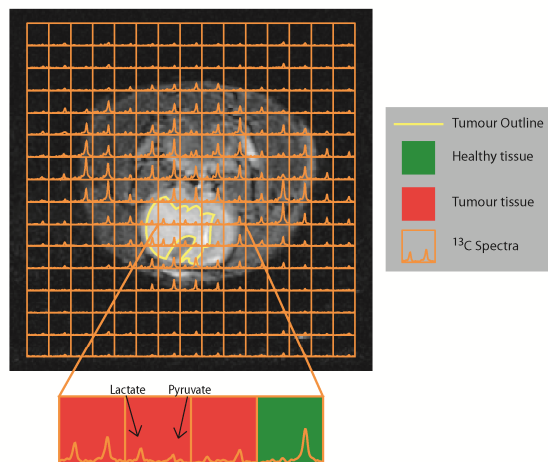 Tumour Outline
Healthy tissue
Tumour tissue
13C Spectra
Lactate
Pyruvate